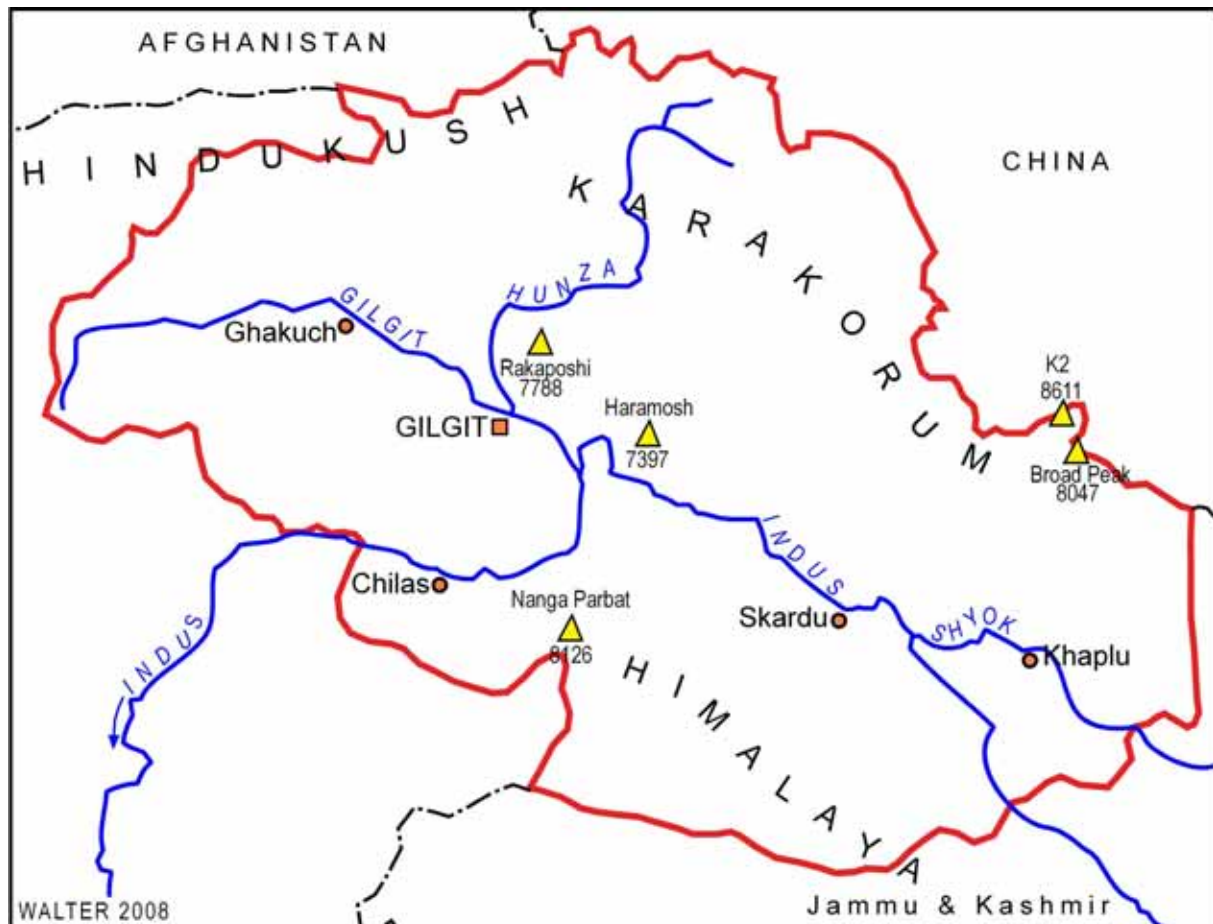 AFGHANISTAN
HINDUKUSH
CHINA
KARAKORUM
HUNZA
GILGIT
Ghakuch
Rakaposhi
7788
K2
8611
Haramosh
7397
GILGIT
Broad Peak
8047
INDUS
Chilas
Nanga Parbat
8126
Skardu
SHYOK
Khaplu
INDUS
HIMALAYA
Jammu & Kashmir
WALTER 2008